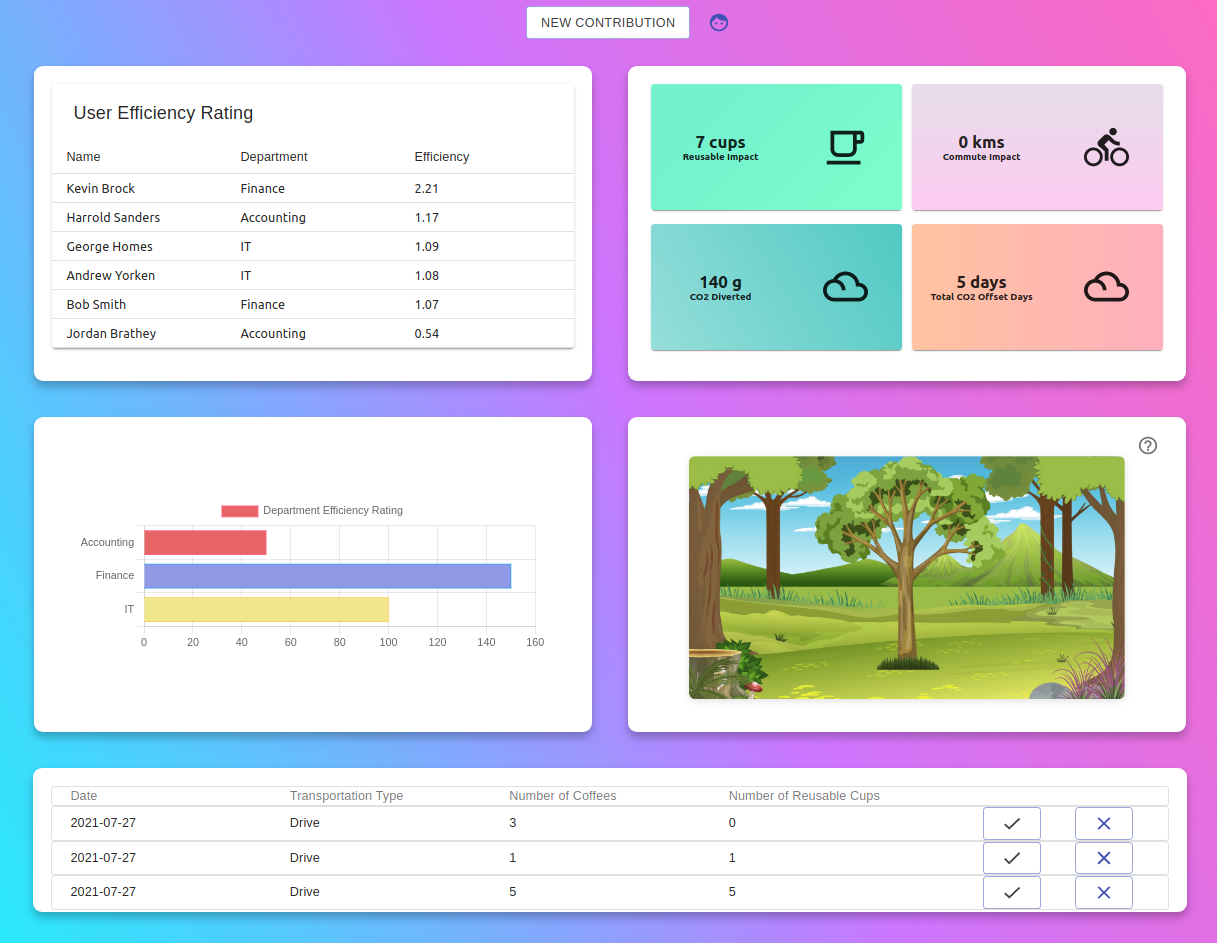 NEW CONTRIBUTION
User Efficiency Rating
Name Department Efficiency
Kevin Brock Finance 2.21
Harrold Sanders Accounting 1.17
George Homes IT 1.09
Andrew Yorken IT 1.08
Bob Smith Finance 1.07
Jordan Brathey Accounting 0.54
7 cups
Reusable Impact
0 kms
Commute Impact
140 g
CO2 Diverted
5 days
Total CO2 Offset Days
Department Efficiency Rating
Accounting
Finance
IT
0 20 40 60 80 100 120 140 160
Date Transportation Type Number of Coffees Number of Reusable Cups
2021-07-27 Drive 3 0
2021-07-27 Drive 1 1
2021-07-27 Drive 5 5